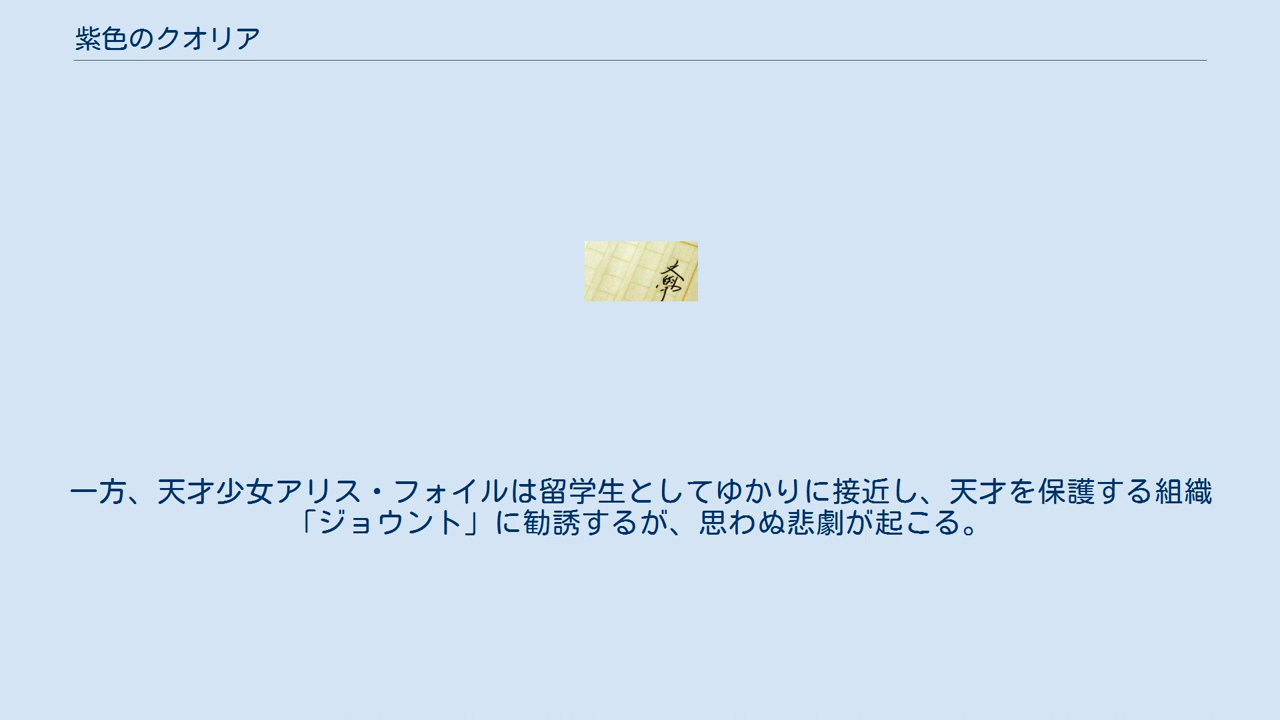 紫色のクオリア
文
一方、天才少女アリス・フォイルは留学生としてゆかりに接近し、天才を保護する組織
「ジョウント」に勧誘するが、思わぬ悲劇が起こる。